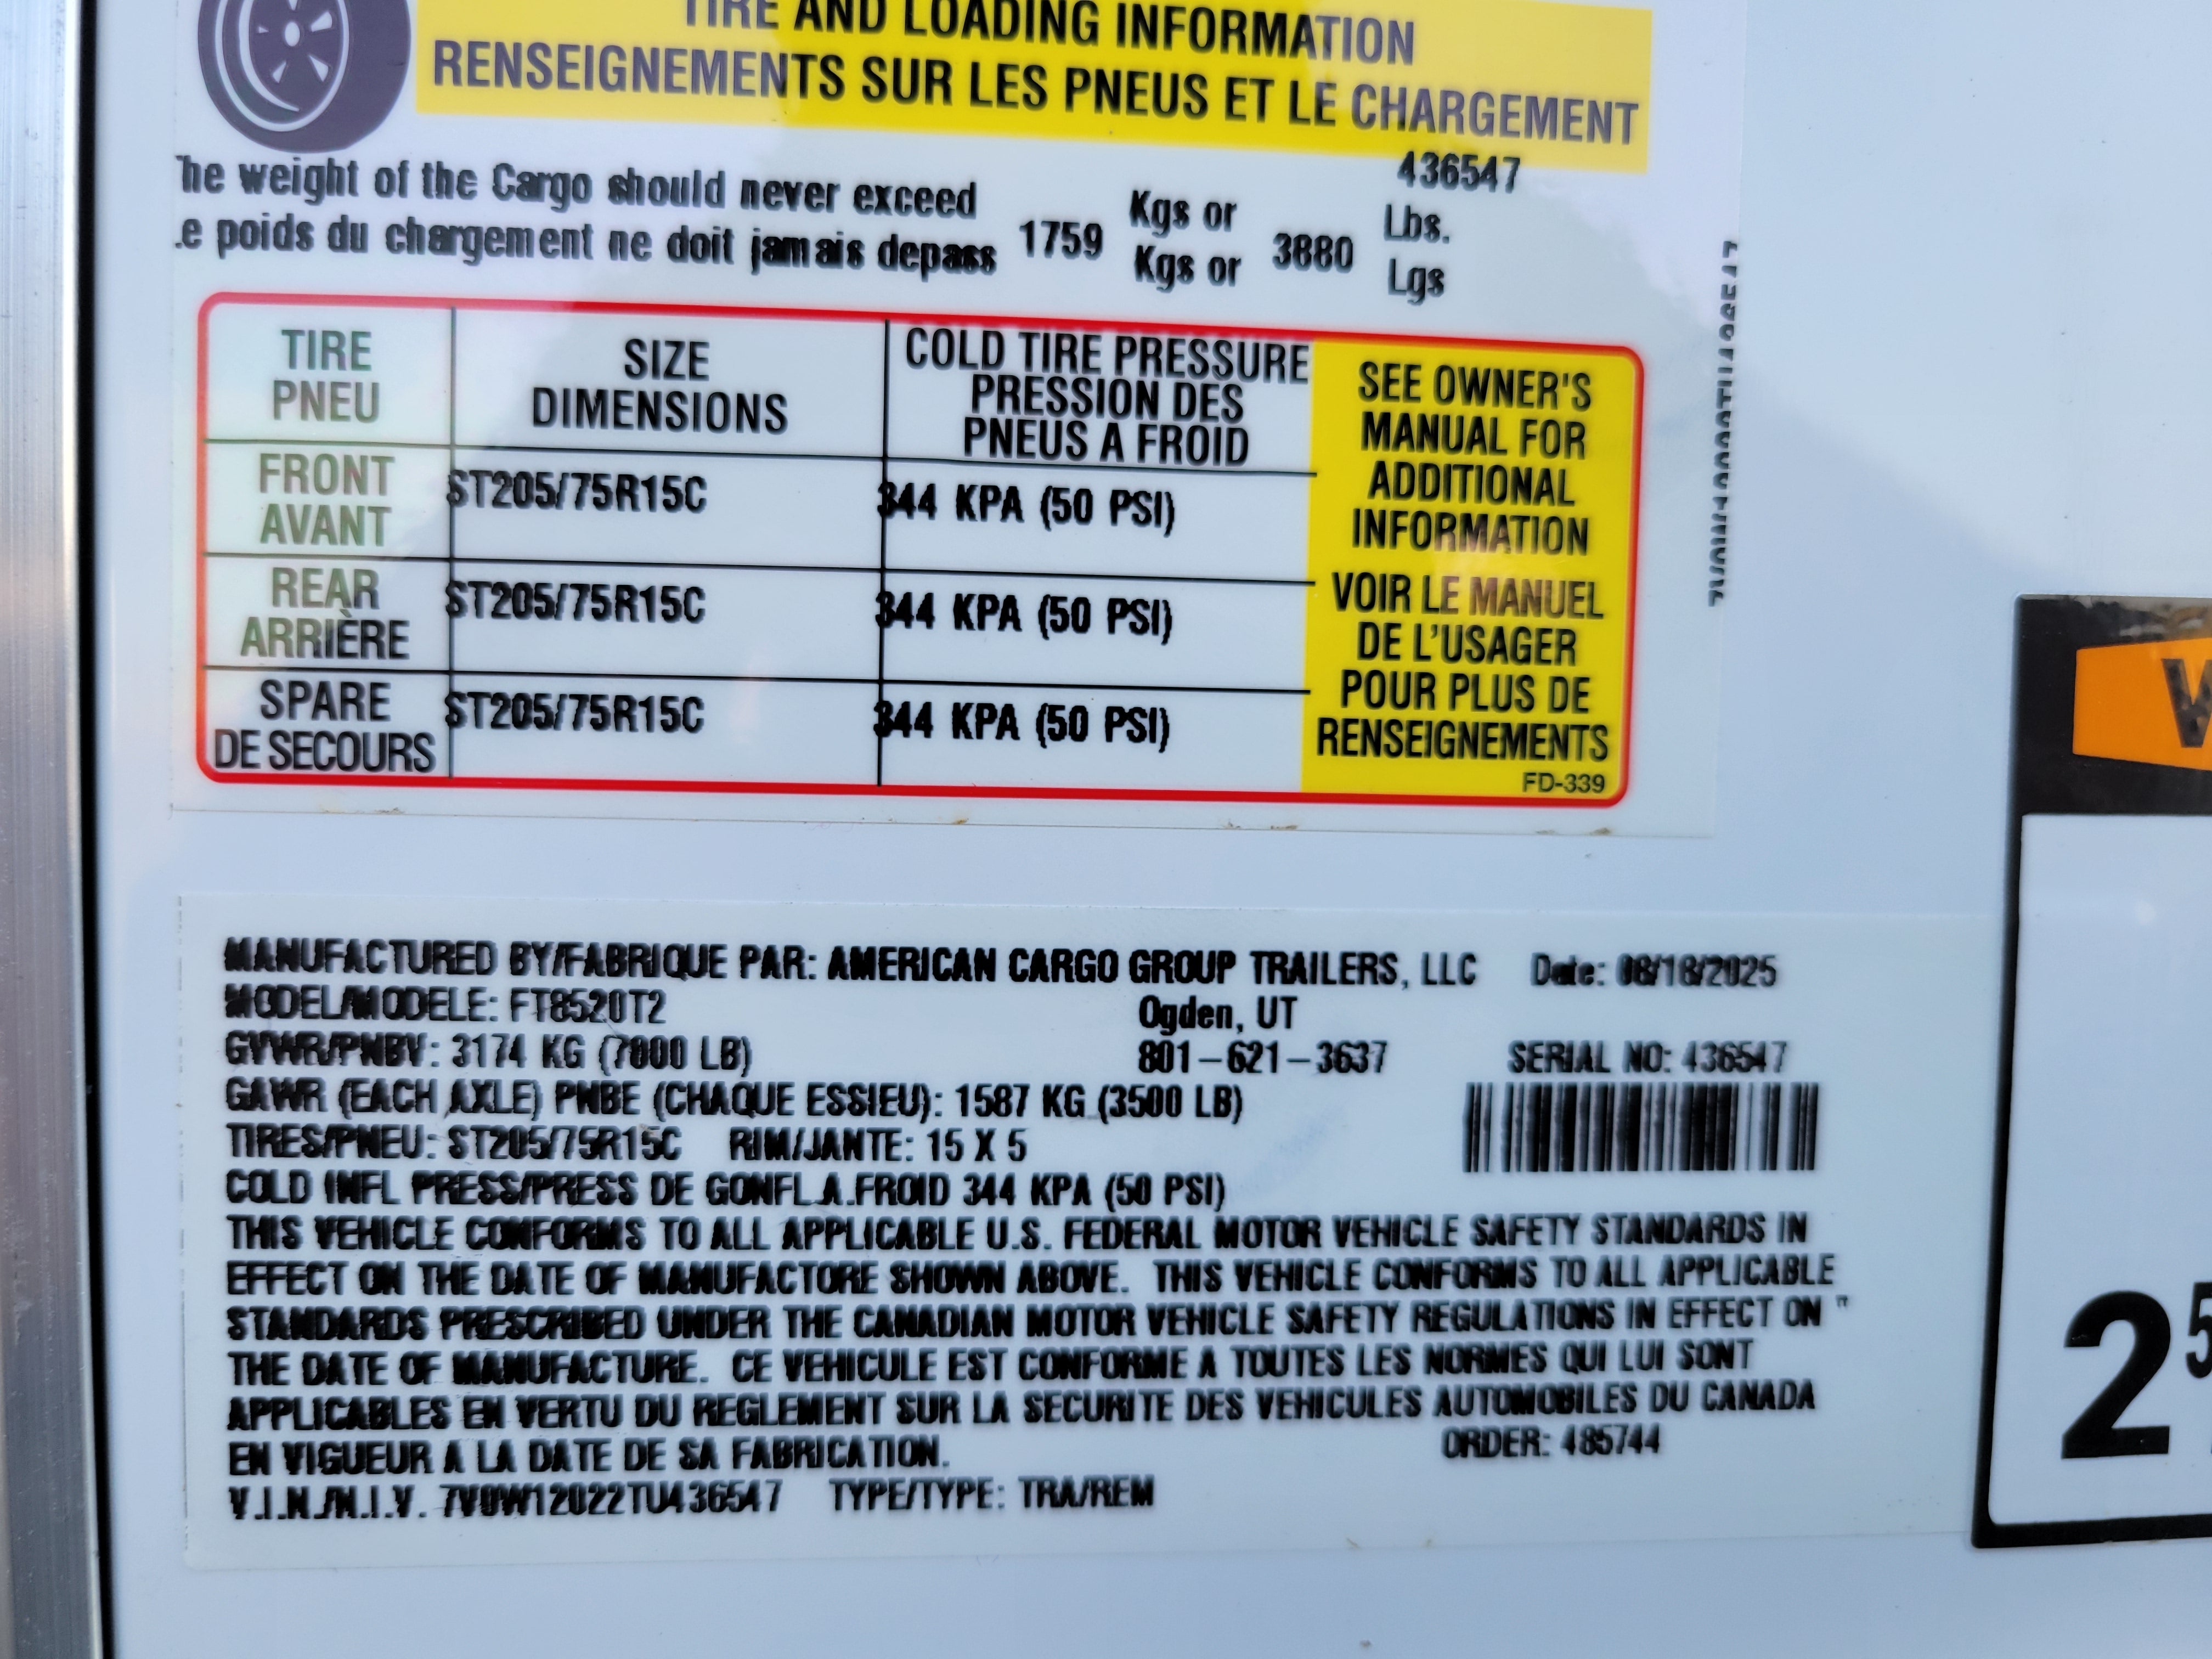 TIRE AND LOADING INFORMATION
RENSEIGNEMENTS SUR LES PNEUS ET LE CHARGEMENT
436547
he weight of the Cargo should never exceed
.e poids du chargement ne doit jamais depass
1759
Kgs or
Kgs or
3880
Lbs.
Lgs
TIRE
PNEU
SIZE
DIMENSIONS
COLD TIRE PRESSURE
PRESSION DES
PNEUS A FROID
FRONT
AVANT
ST205/75R15C
344 KPA (50 PSI)
REAR
ARRIÈRE
ST205/75R15C
344 KPA (50 PSI)
SPARE
DE SECOURS
ST205/75R15C
344 KPA (50 PSI)
SEE OWNER'S
MANUAL FOR
ADDITIONAL
INFORMATION
VOIR LE MANUEL
DE L'USAGER
POUR PLUS DE
RENSEIGNEMENTS
FD-339
MANUFACTURED BY/FABRIQUE PAR: AMERICAN CARGO GROUP TRAILERS, LLC Date: 08/18/2025
MODEL/MODELE: FT8520T2 Ogden, UT
GVWR/PNBV: 3174 KG (7000 LB) 801-621-3637 SERIAL NO: 436547
GAWR (EACH AXLE) PNBE (CHAQUE ESSIEU): 1587 KG (3500 LB)
TIRES/PNEU: ST205/75R15C RIM/JANTE: 15 X 5
COLD INFL PRESS/PRESS DE GONFL.A.FROID 344 KPA (50 PSI)
THIS VEHICLE CONFORMS TO ALL APPLICABLE U.S. FEDERAL MOTOR VEHICLE SAFETY STANDARDS IN
EFFECT ON THE DATE OF MANUFACTORE SHOWN ABOVE. THIS VEHICLE CONFORMS TO ALL APPLICABLE
STANDARDS PRESCRIBED UNDER THE CANADIAN MOTOR VEHICLE SAFETY REGULATIONS IN EFFECT ON "
THE DATE OF MANUFACTURE. CE VEHICULE EST CONFORME A TOUTES LES NORMES QUI LUI SONT
APPLICABLES EN VERTU DU REGLEMENT SUR LA SECURITE DES VEHICULES AUTOMOBILES DU CANADA
EN VIGUEUR A LA DATE DE SA FABRICATION. ORDER: 485744
V.I.N./N.I.V. 7V0W12022TU436547 TYPE/TYPE: TRA/REM
2
5